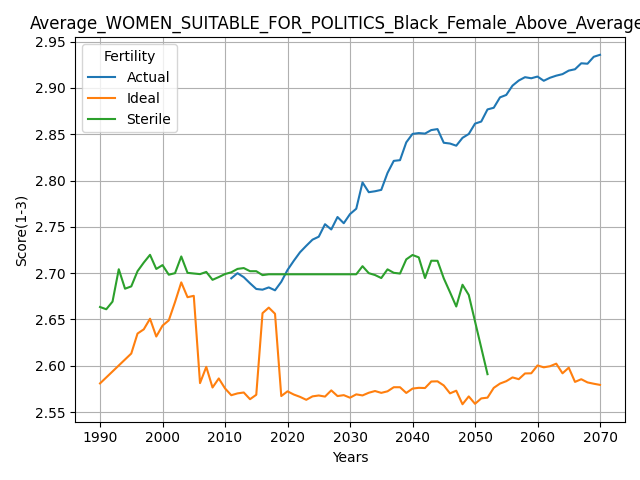 Average_WOMEN_SUITABLE_FOR_POLITICS_Black_Female_Above_Average
Fertility
Actual
Ideal
Sterile
2.95
2.90
2.85
2.80
2.75
2.70
2.65
2.60
2.55
Score(1-3)
1990 2000 2010 2020 2030 2040 2050 2060 2070
Years